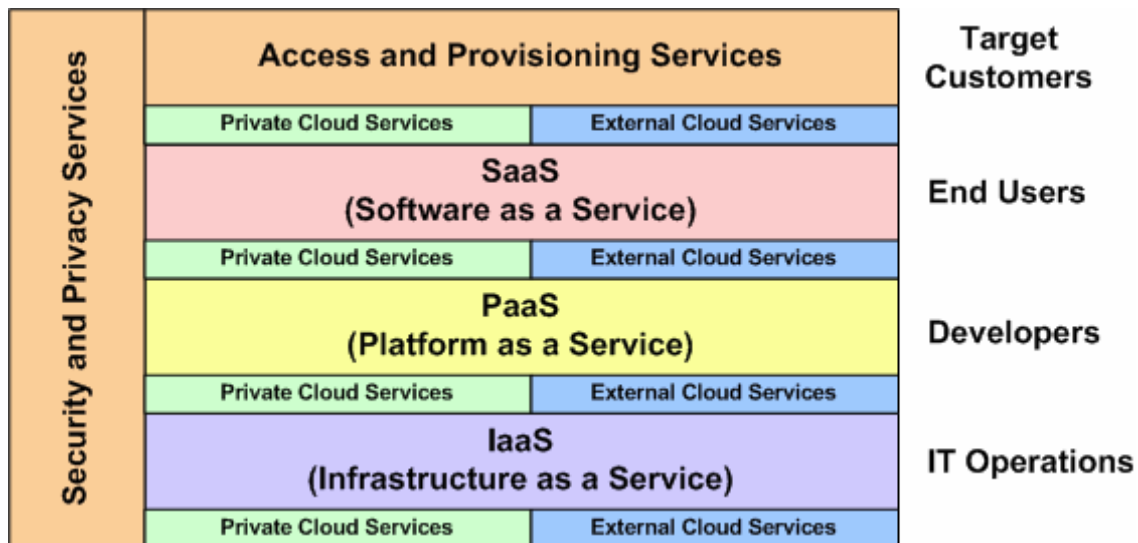 Security and Privacy Services
Access and Provisioning Services
Target
Customers
Private Cloud Services
External Cloud Services
SaaS
(Software as a Service)
End Users
Private Cloud Services
External Cloud Services
PaaS
(Platform as a Service)
Developers
Private Cloud Services
External Cloud Services
IaaS
(Infrastructure as a Service)
IT Operations
Private Cloud Services
External Cloud Services